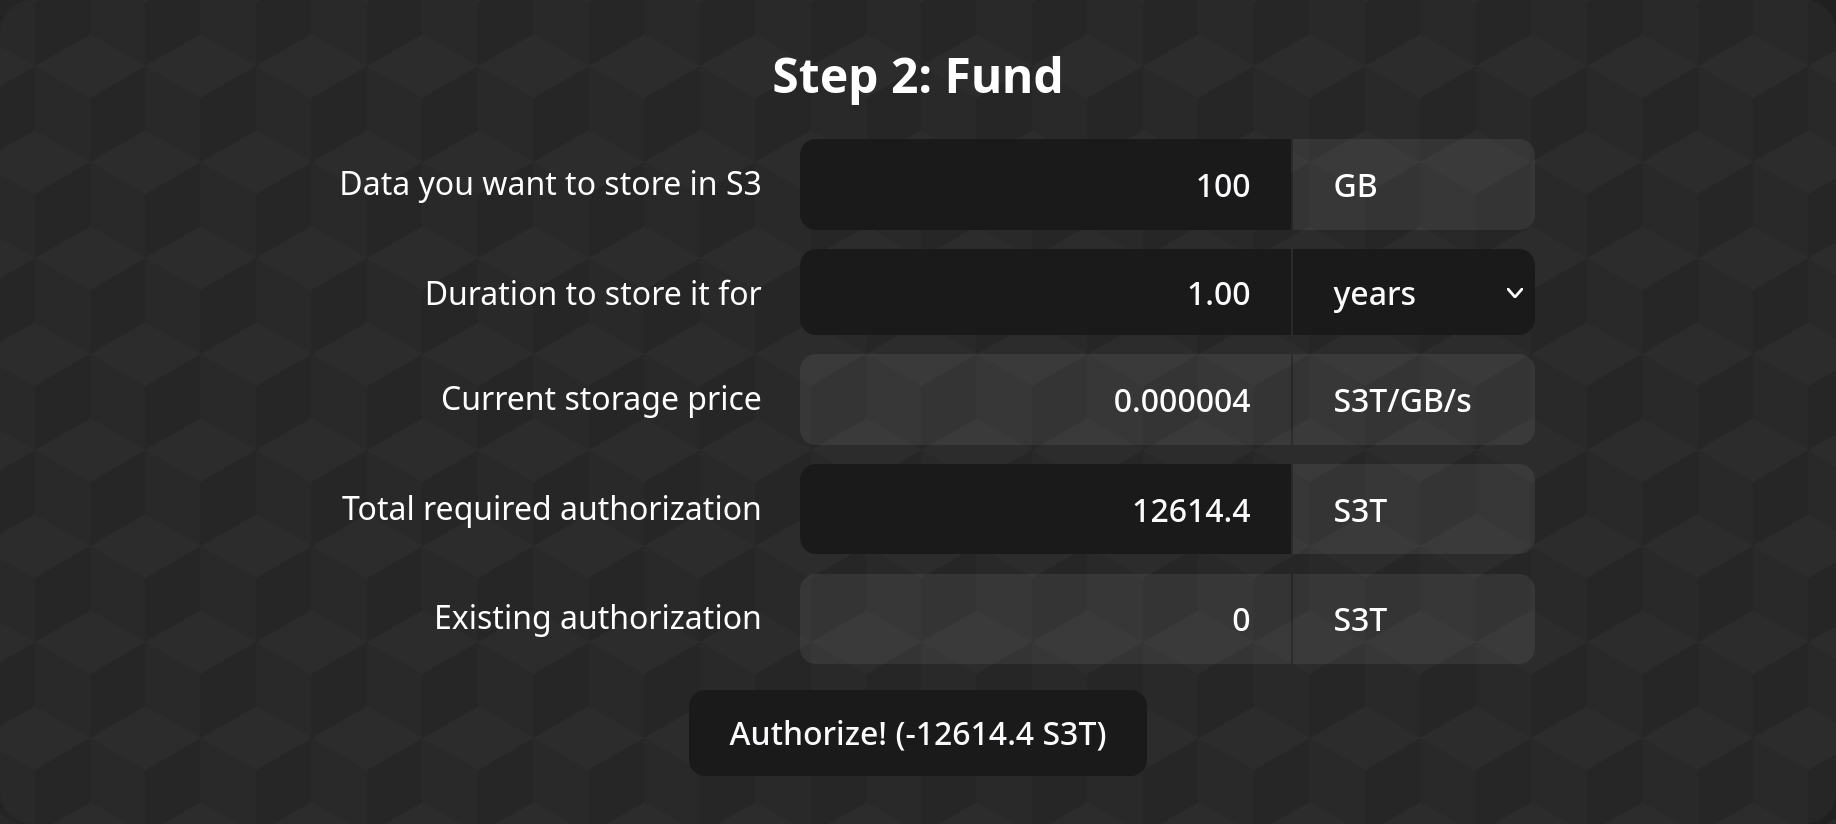 Step 2: Fund
Data you want to store in S3 100 GB
Duration to store it for 1.00 years
Current storage price 0.000004 S3T/GB/s
Total required authorization 12614.4 S3T
Existing authorization 0 S3T
Authorize! (-12614.4 S3T)